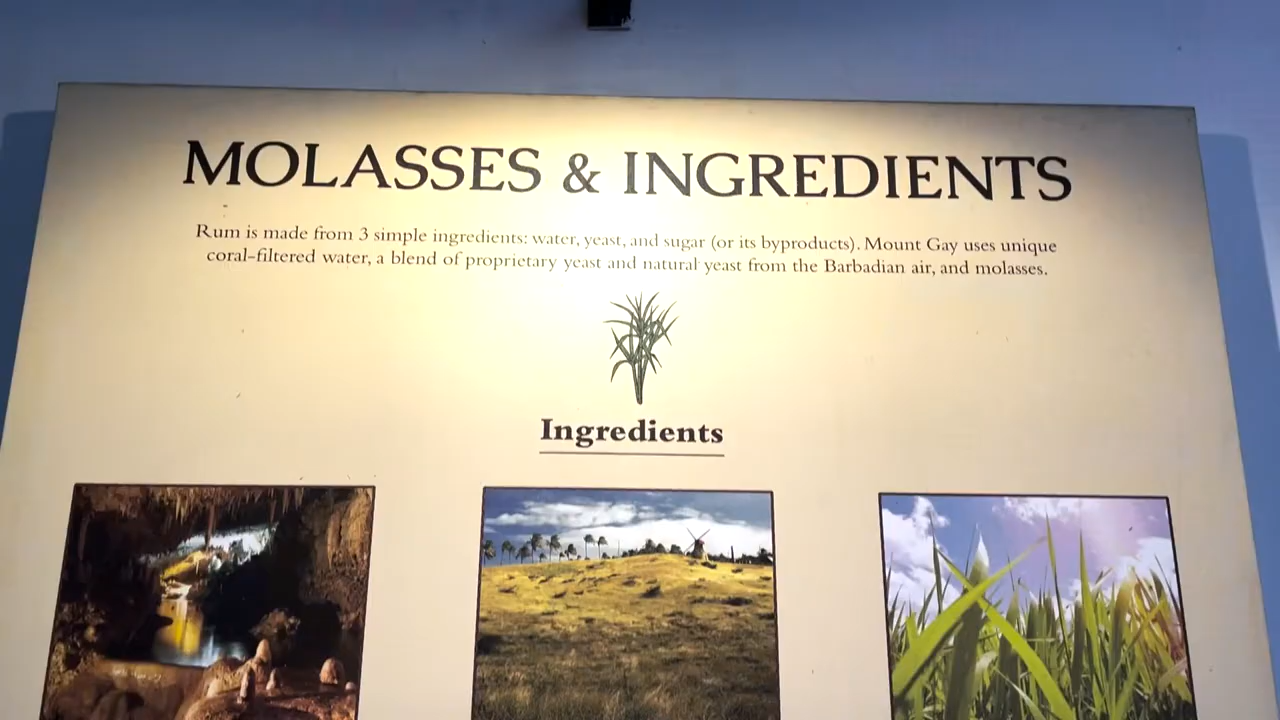 MOLASSES & INGREDIENTS
Rum is made from 3 simple ingredients: water, yeast, and sugar (or its byproducts). Mount Gay uses unique
coral-filtered water, a blend of proprietary yeast and natural yeast from the Barbadian air, and molasses.
Ingredients